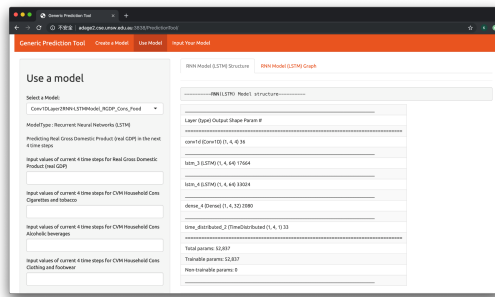 Generic Prediction Tool
不安全 | adage2.cse.unsw.edu.au:3838/PredictionTool/
Generic Prediction Tool Create a Model Use Model Input Your Model
Use a model
Select a Model:
Conv1DLayer2RNN-LSTMModel_RGDP_Cons_Food
ModelType : Recurrent Neural Networks (LSTM)
Predicting Real Gross Domestic Product (real GDP) in the next
4 time steps
Input values of current 4 time steps for Real Gross Domestic
Product (real GDP)
Input values of current 4 time steps for CVM Household Cons
Cigarettes and tobacco
Input values of current 4 time steps for CVM Household Cons
Alcoholic beverages
Input values of current 4 time steps for CVM Household Cons
Clothing and footwear
RNN Model (LSTM) Structure RNN Model (LSTM) Graph
----------RNN(LSTM) Model structure----------
Layer (type) Output Shape Param #
conv1d (Conv1D) (1, 4, 4) 36
lstm_3 (LSTM) (1, 4, 64) 17664
lstm_4 (LSTM) (1, 4, 64) 33024
dense_4 (Dense) (1, 4, 32) 2080
time_distributed_2 (TimeDistributed (1, 4, 1) 33
Total params: 52,837
Trainable params: 52,837
Non-trainable params: 0